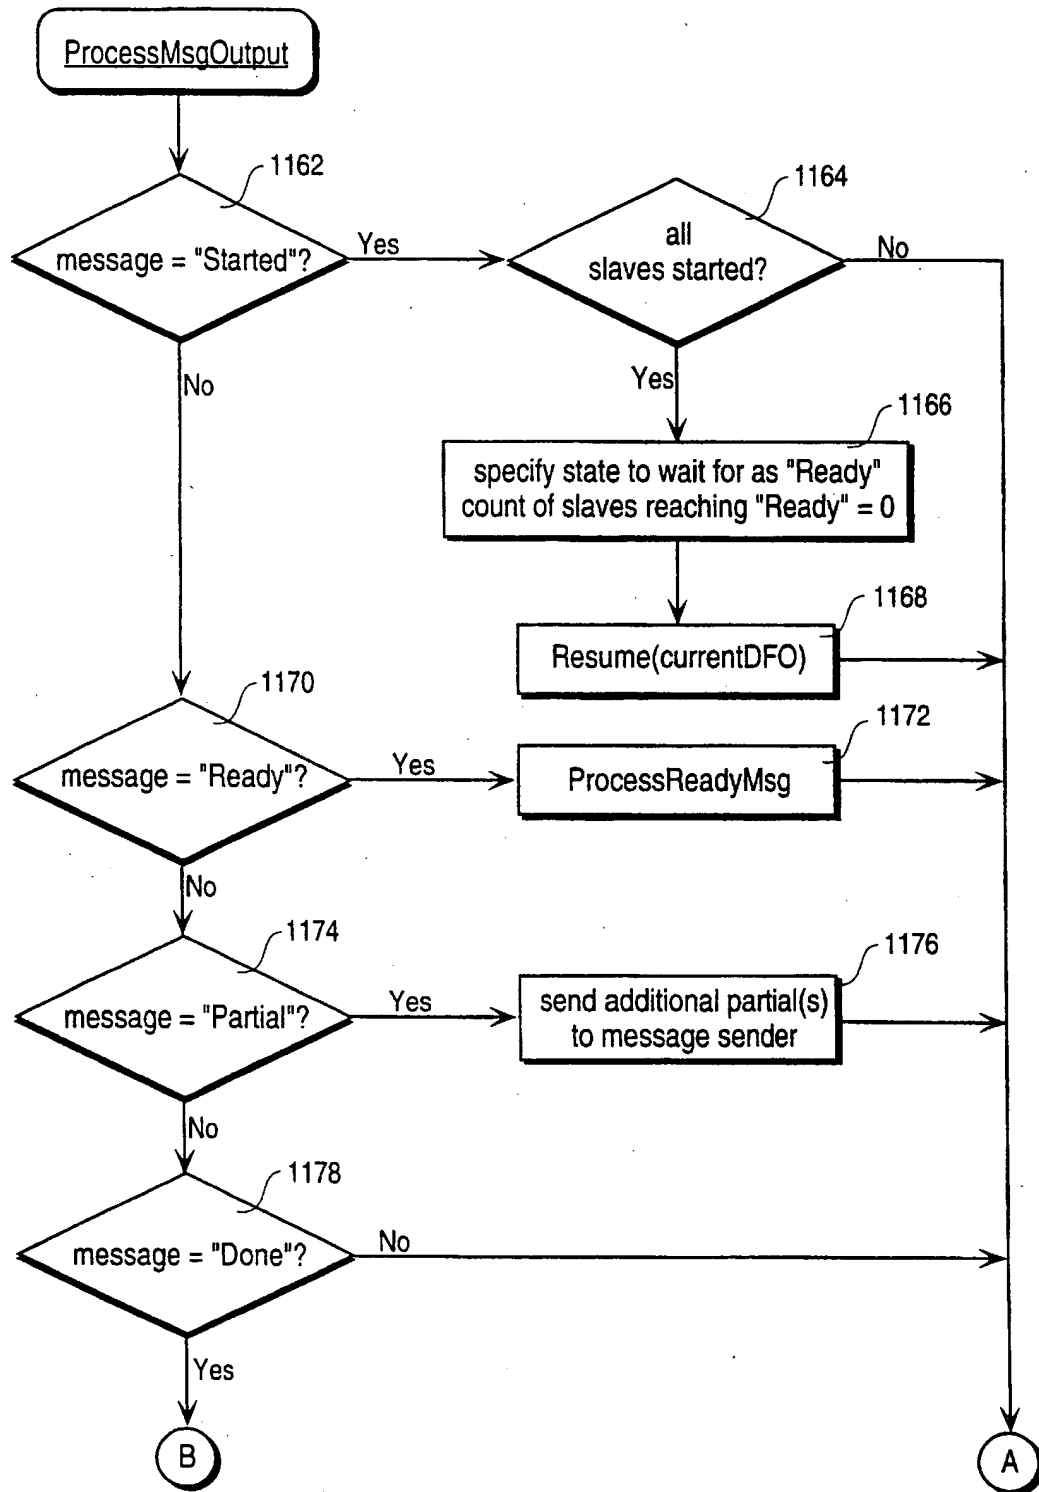 ProcessMsgOutput
1162
message = "Started"?
Yes
No
1164
all
slaves started?
No
Yes
1166
specify state to wait for as "Ready"
count of slaves reaching "Ready" = 0
1168
Resume(currentDFO)
1170
message = "Ready"?
Yes
No
1172
ProcessReadyMsg
1174
message = "Partial"?
Yes
No
1176
send additional partial(s)
to message sender
1178
message = "Done"?
No
Yes
B
A